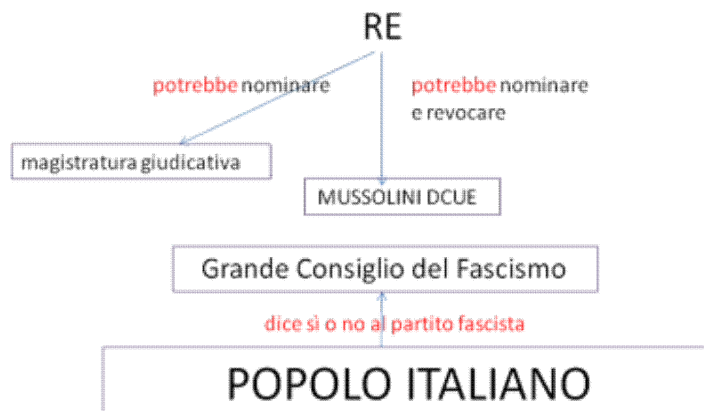 RE
potrebbe nominare
potrebbe nominare
e revocare
magistratura giudicativa
MUSSOLINI DCUE
Grande Consiglio del Fascismo
dice sì o no al partito fascista
POPOLO ITALIANO